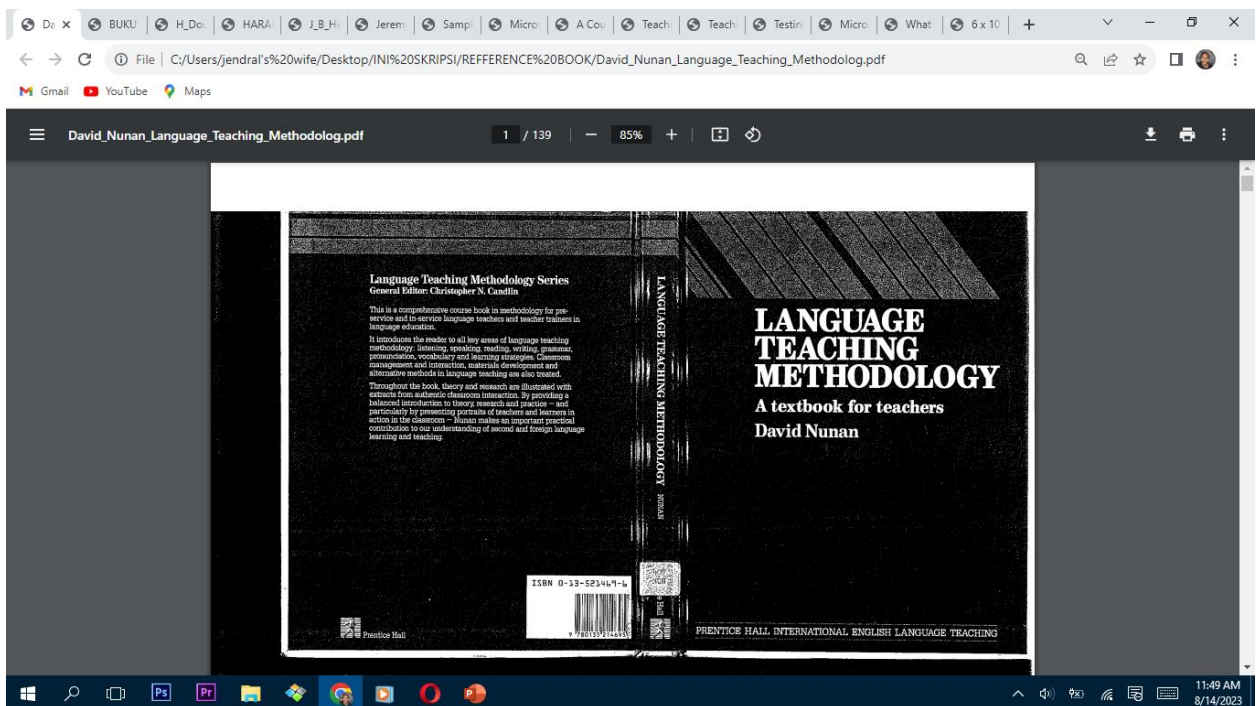 Da
BUKU
H_Do
HARA
J_B_H
Jerem
Sampl
Micro
A Cou
Teach
Teach
Testin
Micro
What
6 x 10
File
C:/Users/jendral's%20wife/Desktop/INI%20SKRIPSI/REFFERENCE%20BOOK/David_Nunan_Language_Teaching_Methodolog.pdf
Gmail
YouTube
Maps
David_Nunan_Language_Teaching_Methodolog.pdf
1 / 139
85%
Language Teaching Methodology Series
General Editor: Christopher N. Candlin
This is a comprehensive course book in methodology for pre-
service and in-service language teachers and teacher trainers in
language education.
It introduces the reader to all key areas of language teaching
methodology: listening, speaking, reading, writing, grammar,
pronunciation, vocabulary and learning strategies. Classroom
management and interaction, materials development and
alternative methods in language teaching are also treated.
Throughout the book, theory and research are illustrated with
extracts from authentic classroom interaction. By providing a
balanced introduction to theory, research and practice – and
particularly by presenting portraits of teachers and learners in
action in the classroom – Nunan makes an important practical
contribution to our understanding of second and foreign language
learning and teaching.
ISBN 0-13-521469-6
9 780135 214695
Prentice Hall
LANGUAGE TEACHING METHODOLOGY
NUNAN
Hall
LANGUAGE
TEACHING
METHODOLOGY
A textbook for teachers
David Nunan
PRENTICE HALL INTERNATIONAL ENGLISH LANGUAGE TEACHING
Ps
Pr
11:49 AM
8/14/2023